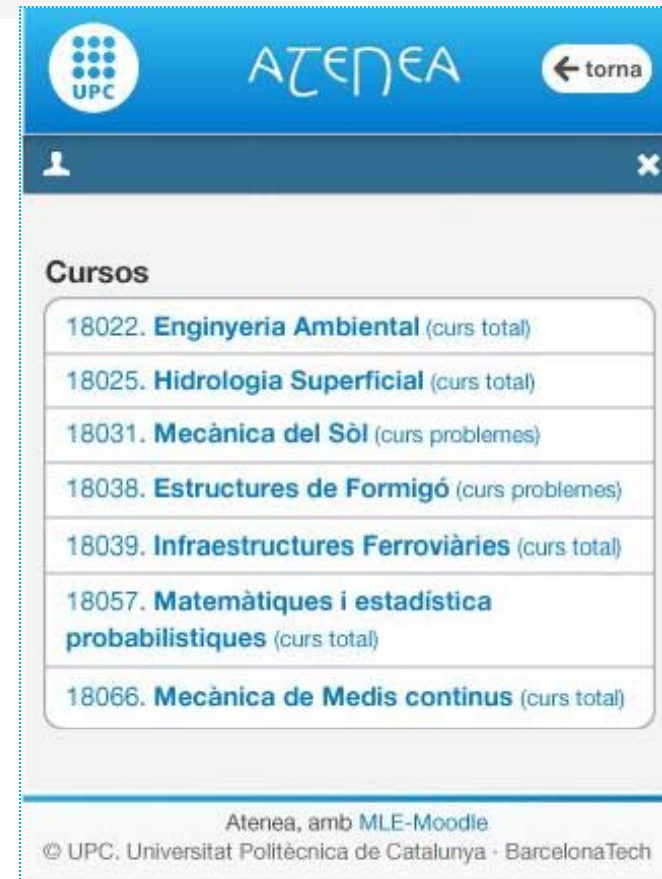 UPC
ATENEA
torna
Cursos
18022. Enginyeria Ambiental (curs total)
18025. Hidrologia Superficial (curs total)
18031. Mecànica del Sòl (curs problemes)
18038. Estructures de Formigó (curs problemes)
18039. Infraestructures Ferroviàries (curs total)
18057. Matemàtiques i estadística
probabilistiques (curs total)
18066. Mecànica de Medis continus (curs total)
Atenea, amb MLE-Moodle
© UPC. Universitat Politècnica de Catalunya - BarcelonaTech